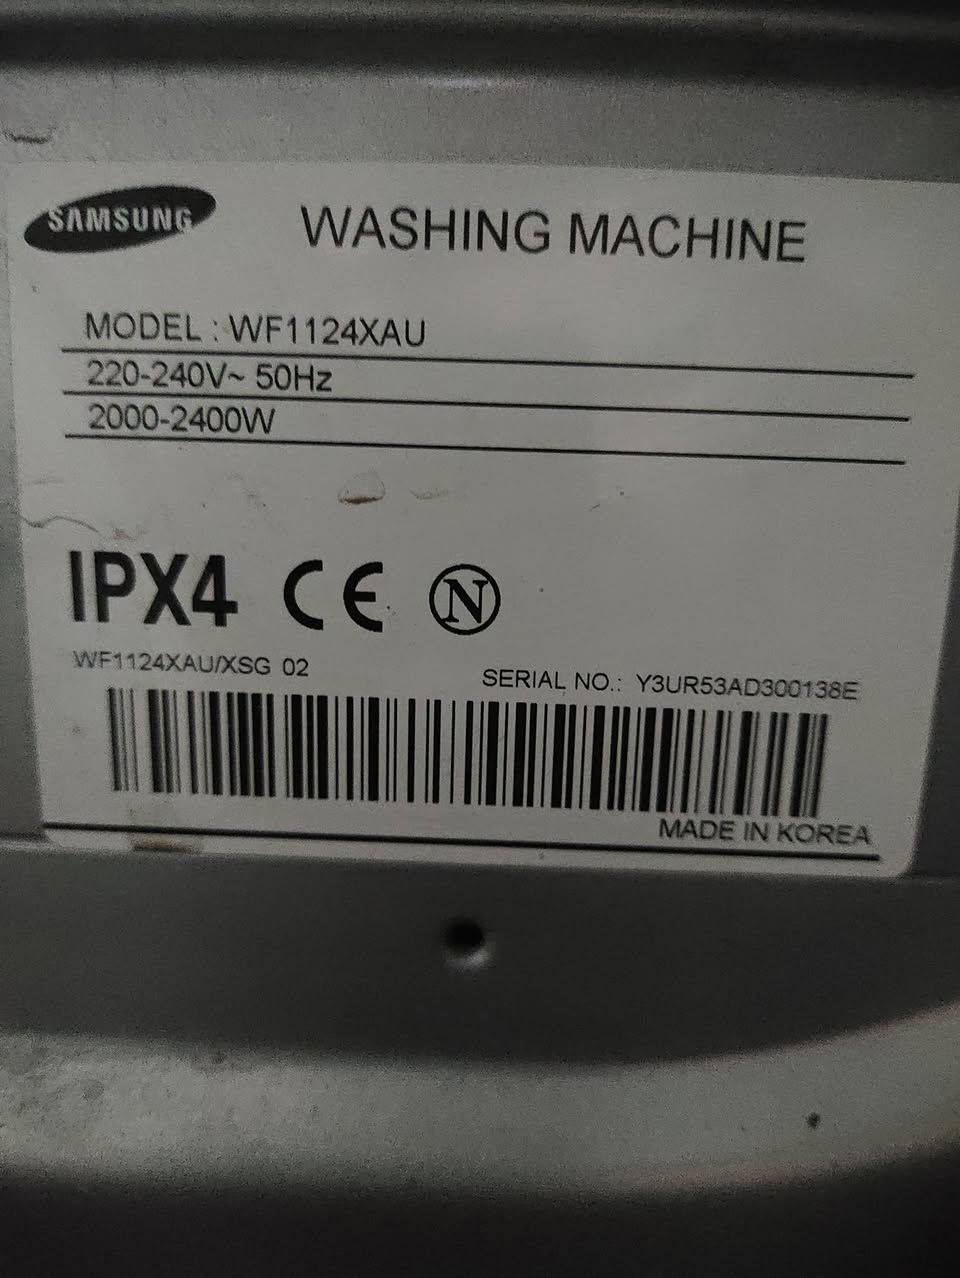 SAMSUNG
WASHING MACHINE
MODEL : WF1124XAU
220-240V~ 50Hz
2000-2400W
IPX4 CE N
WF1124XAU/XSG 02
SERIAL NO.: Y3UR53AD300138E
MADE IN KOREA